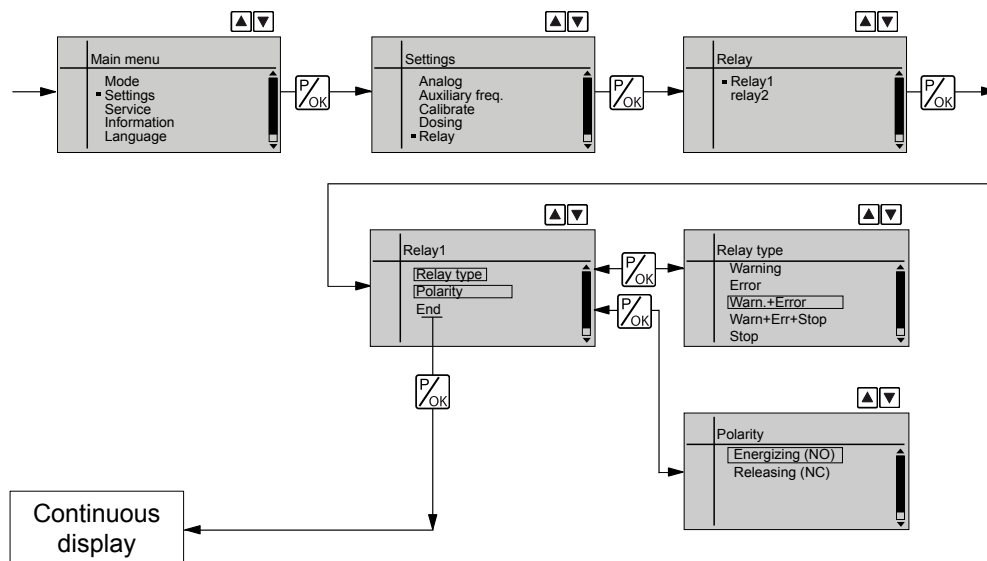 Main menu
Mode
Settings
Service
Information
Language
P/OK
Settings
Analog
Auxiliary freq.
Calibrate
Dosing
Relay
P/OK
Relay
Relay1
relay2
P/OK
Relay1
Relay type
Polarity
End
P/OK
P/OK
Relay type
Warning
Error
Warn.+Error
Warn+Err+Stop
Stop
P/OK
Polarity
Energizing (NO)
Releasing (NC)
Continuous
display